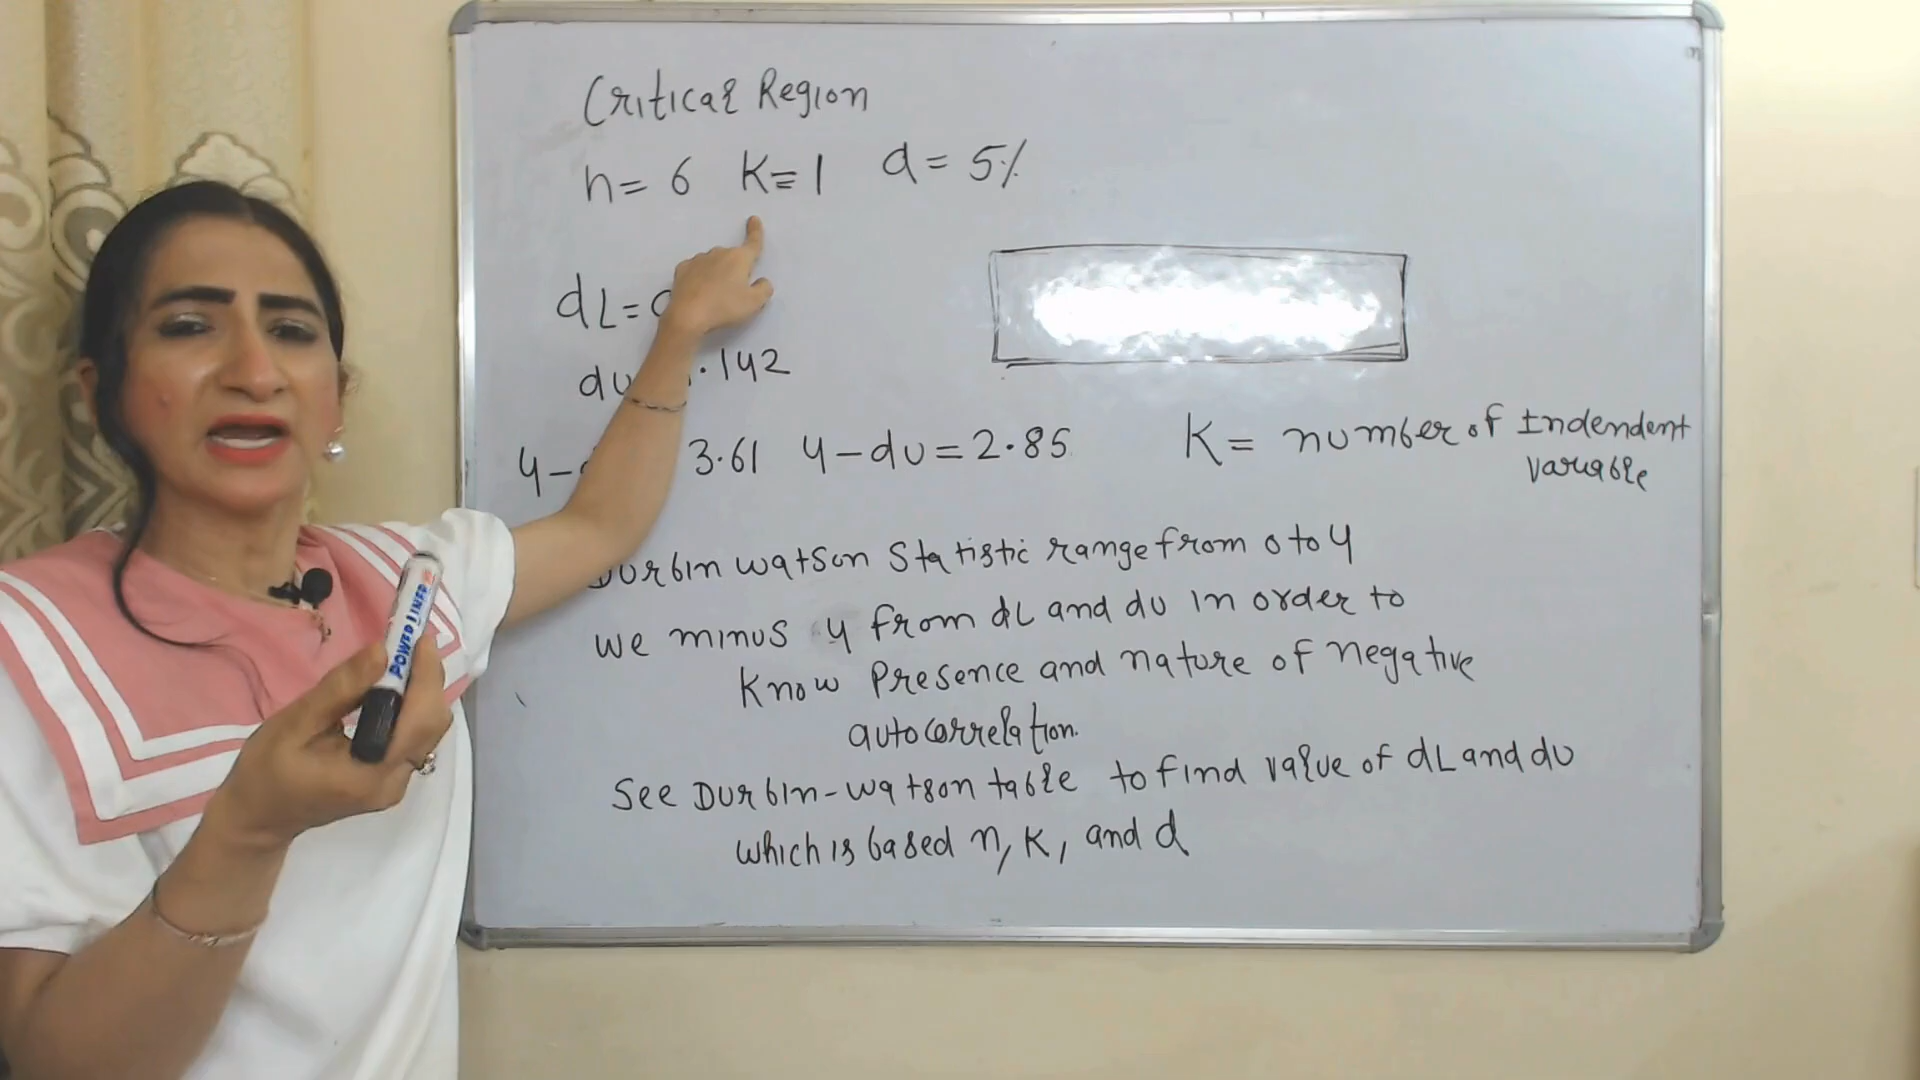 Critical Region
n = 6 K = 1 α = 5%
dL =
du .142
4- 3.61 4-du = 2.85
K = number of Indendent
variable
Durbin watson Statistic range from 0 to 4
we minus 4 from dL and du in order to
Know Presence and nature of negative
autocorrelation.
See Durbin-watson table to find value of dL and du
which is based n, K, and α
POWERLINE